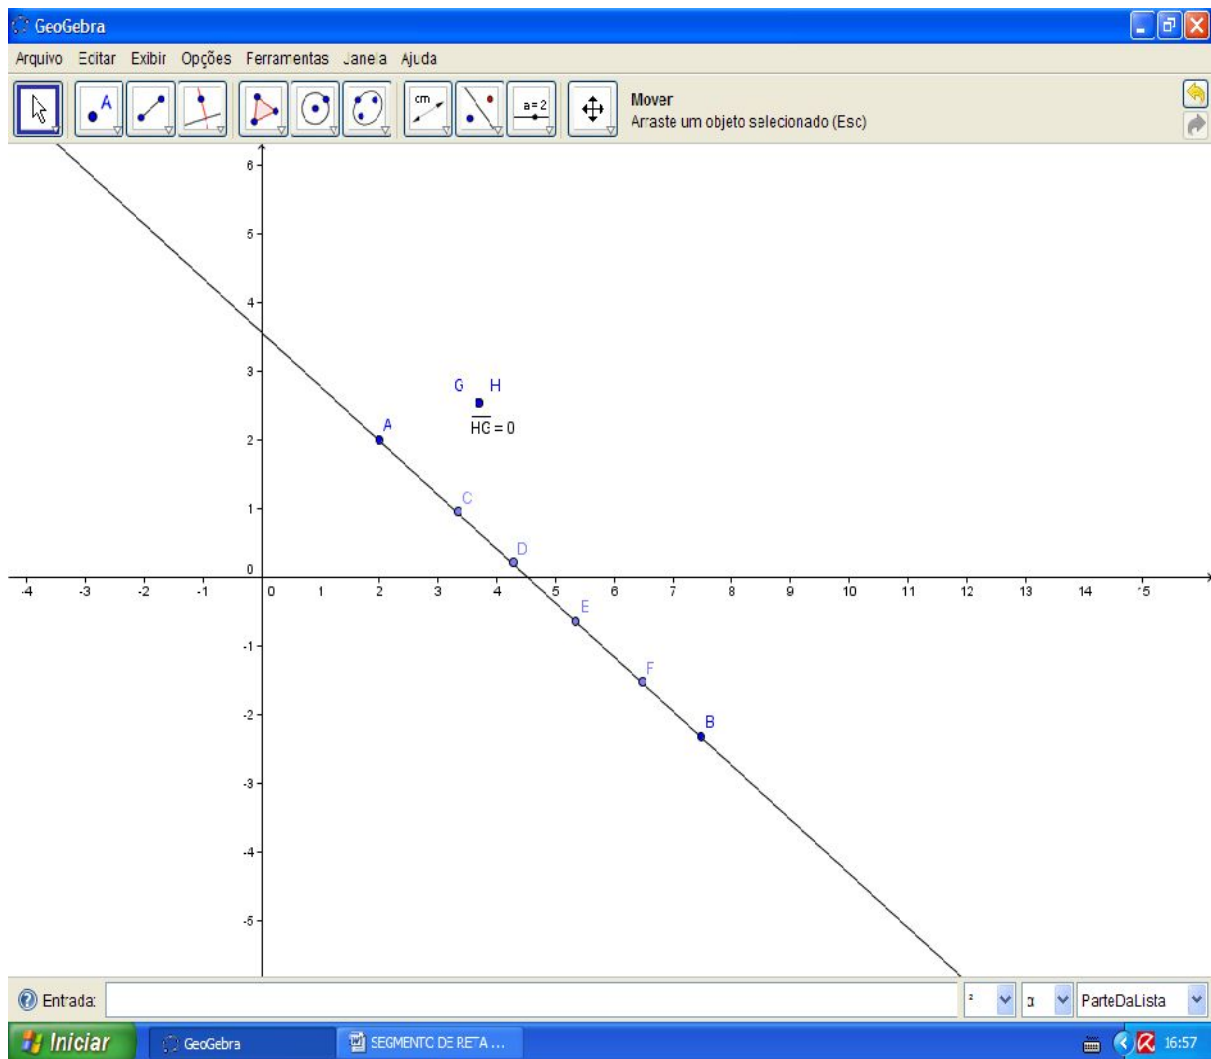 GeoGebra
Arquivo Editar Exibir Opções Ferramentas Janela Ajuda
A
cm
a=2
Mover
Arraste um objeto selecionado (Esc)
6
5
4
3
G H
HG = 0
A
2
C
1
D
0
-4 -3 -2 -1 0 1 2 3 4 5 6 7 8 9 10 11 12 13 14 15
E
-1
F
-2
B
-3
-4
-5
Entrada:
² α ParteDaLista
Iniciar GeoGebra SEGMENTO DE RETA ... 16:57